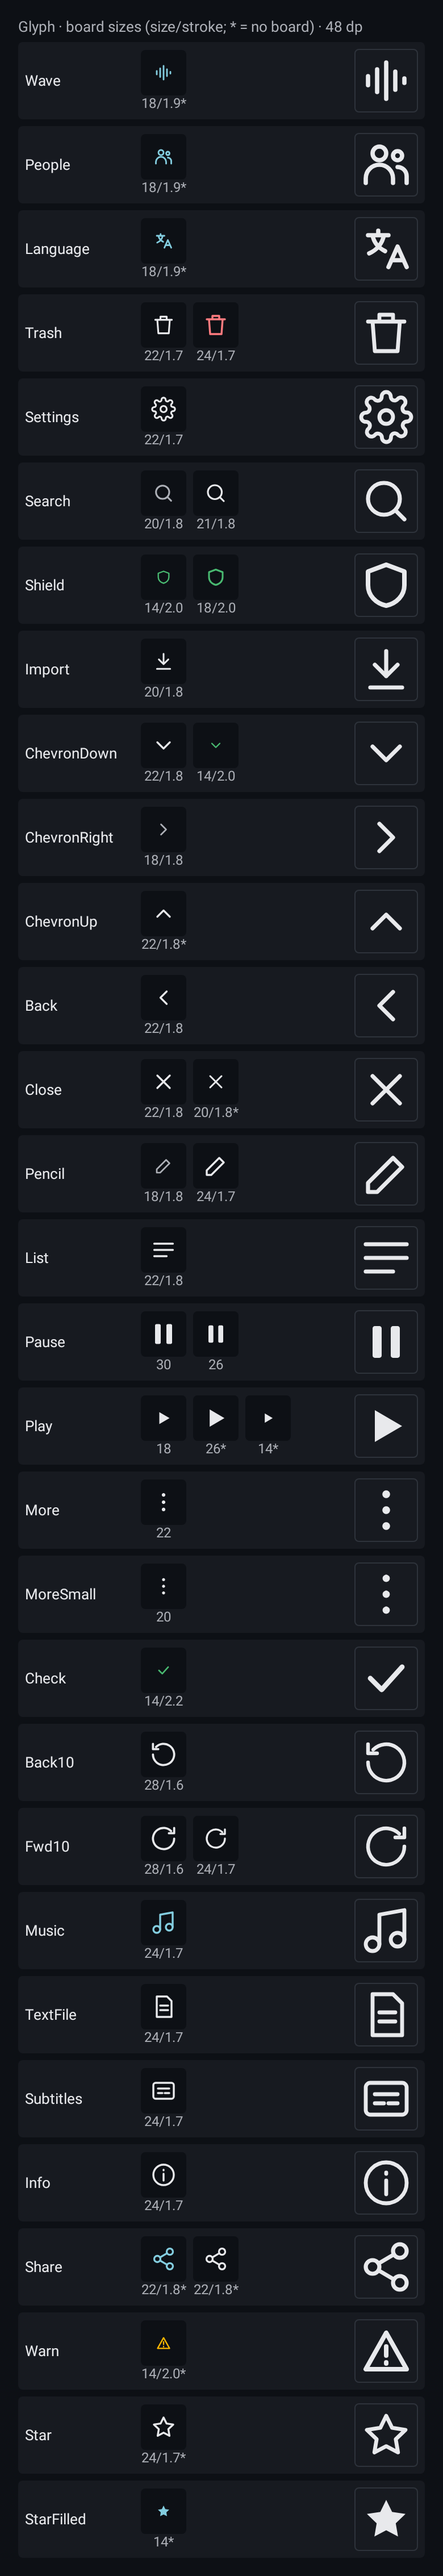 Glyph · board sizes (size/stroke; * = no board) · 48 dp
Wave
18/1.9*
People
18/1.9*
Language
18/1.9*
Trash
22/1.7 24/1.7
Settings
22/1.7
Search
20/1.8 21/1.8
Shield
14/2.0 18/2.0
Import
20/1.8
ChevronDown
22/1.8 14/2.0
ChevronRight
18/1.8
ChevronUp
22/1.8*
Back
22/1.8
Close
22/1.8 20/1.8*
Pencil
18/1.8 24/1.7
List
22/1.8
Pause
30 26
Play
18 26* 14*
More
22
MoreSmall
20
Check
14/2.2
Back10
28/1.6
Fwd10
28/1.6 24/1.7
Music
24/1.7
TextFile
24/1.7
Subtitles
24/1.7
Info
24/1.7
Share
22/1.8* 22/1.8*
Warn
14/2.0*
Star
24/1.7*
StarFilled
14*